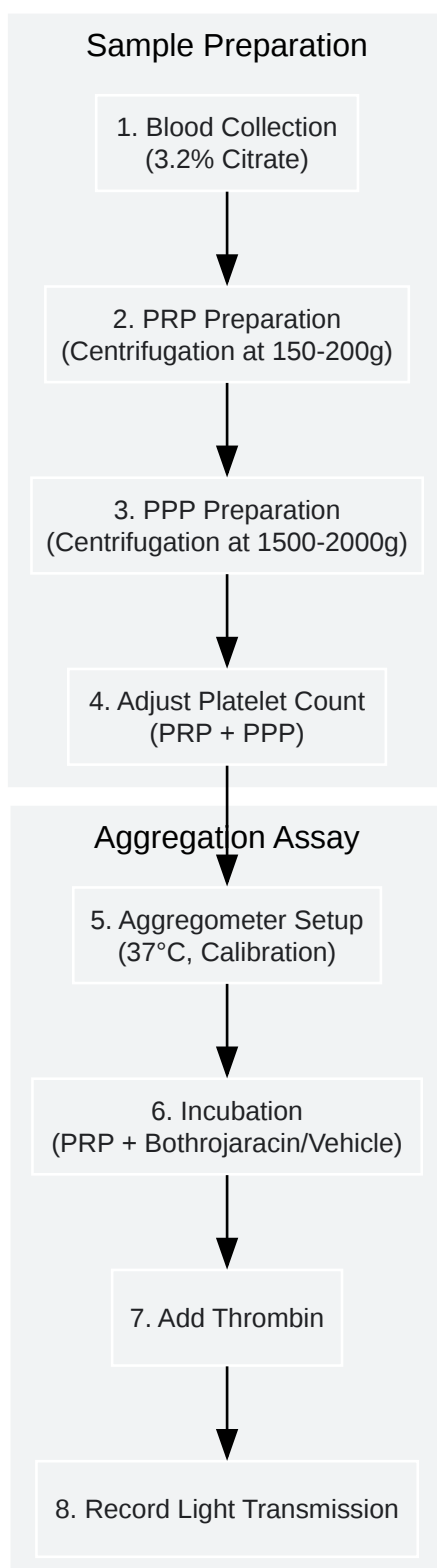 Sample Preparation
1. Blood Collection
(3.2% Citrate)
2. PRP Preparation
(Centrifugation at 150-200g)
3. PPP Preparation
(Centrifugation at 1500-2000g)
4. Adjust Platelet Count
(PRP + PPP)
Aggregation Assay
5. Aggregometer Setup
(37°C, Calibration)
6. Incubation
(PRP + Bothrojaracin/Vehicle)
7. Add Thrombin
8. Record Light Transmission